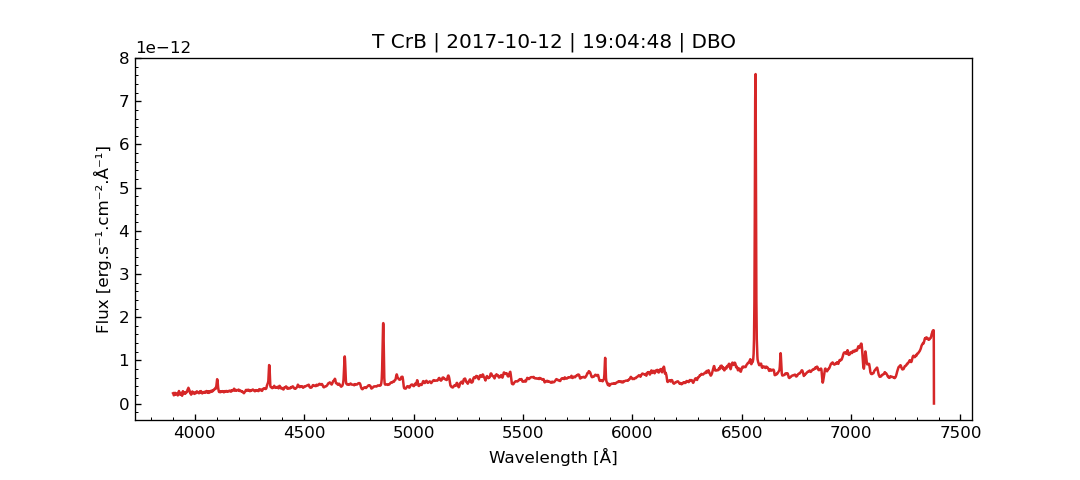 T CrB | 2017-10-12 | 19:04:48 | DBO
1e−12
8
7
6
5
4
3
2
1
0
Flux [erg.s⁻¹.cm⁻².Å⁻¹]
4000 4500 5000 5500 6000 6500 7000 7500
Wavelength [Å]